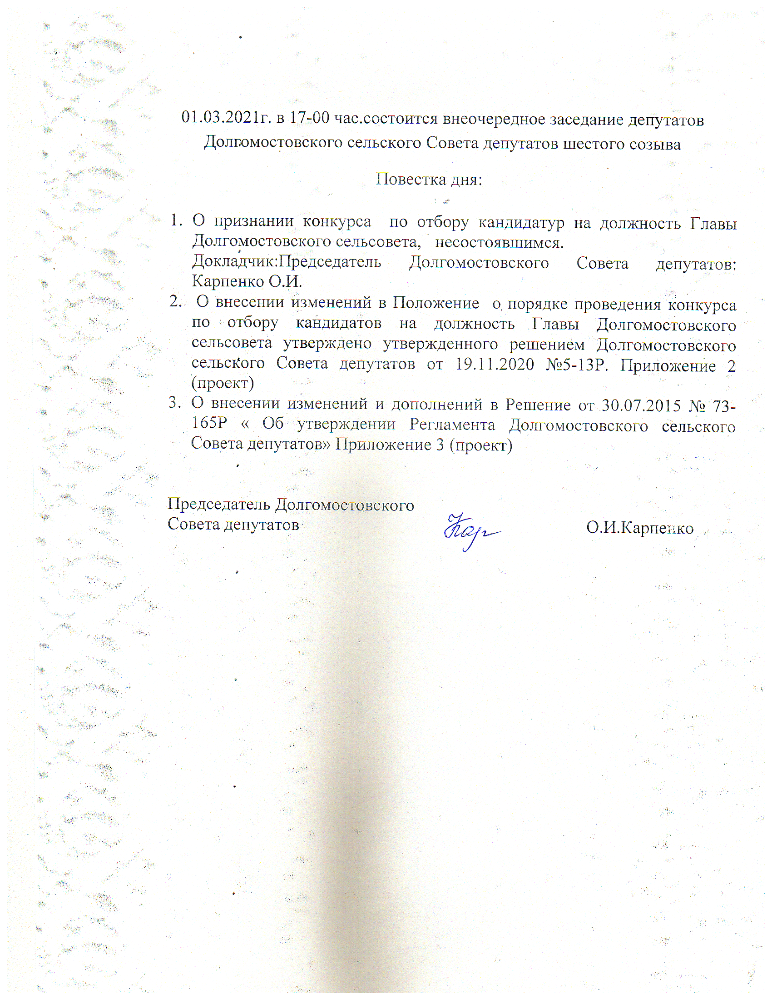 01.03.2021г. в 17-00 час.состоится внеочередное заседание депутатов
Долгомостовского сельского Совета депутатов шестого созыва
Повестка дня:
1. О признании конкурса по отбору кандидатур на должность Главы
Долгомостовского сельсовета, несостоявшимся.
Докладчик:Председатель Долгомостовского Совета депутатов:
Карпенко О.И.
2. О внесении изменений в Положение о порядке проведения конкурса
по отбору кандидатов на должность Главы Долгомостовского
сельсовета утверждено утвержденного решением Долгомостовского
сельского Совета депутатов от 19.11.2020 №5-13Р. Приложение 2
(проект)
3. О внесении изменений и дополнений в Решение от 30.07.2015 № 73-
165Р « Об утверждении Регламента Долгомостовского сельского
Совета депутатов» Приложение 3 (проект)
Председатель Долгомостовского
Совета депутатов Кар О.И.Карпенко